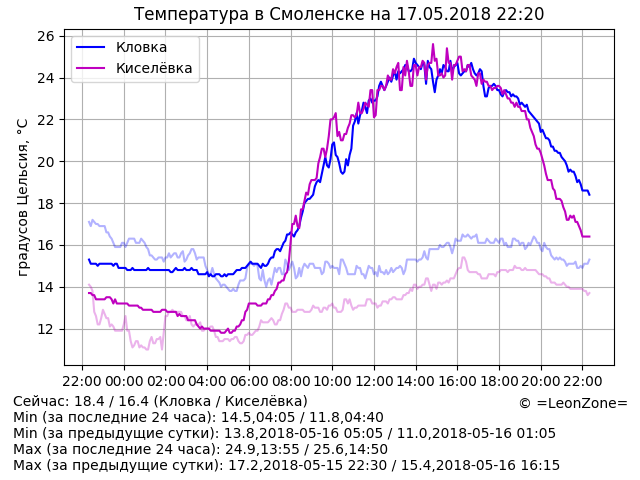 Температура в Смоленске на 17.05.2018 22:20
градусов Цельсия, °C
26
24
22
20
18
16
14
12
Кловка
Киселёвка
22:00 00:00 02:00 04:00 06:00 08:00 10:00 12:00 14:00 16:00 18:00 20:00 22:00
Сейчас: 18.4 / 16.4 (Кловка / Киселёвка)
© =LeonZone=
Min (за последние 24 часа): 14.5,04:05 / 11.8,04:40
Min (за предыдущие сутки): 13.8,2018-05-16 05:05 / 11.0,2018-05-16 01:05
Max (за последние 24 часа): 24.9,13:55 / 25.6,14:50
Max (за предыдущие сутки): 17.2,2018-05-15 22:30 / 15.4,2018-05-16 16:15